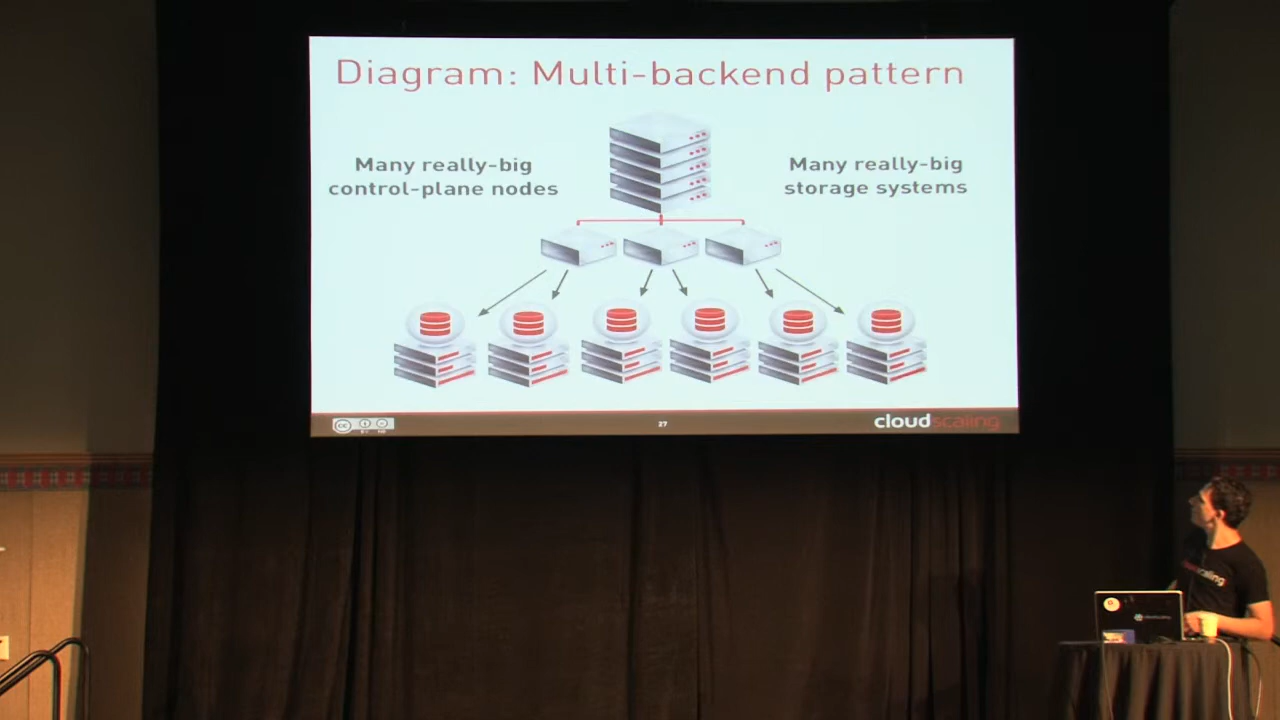 Diagram: Multi-backend pattern
Many really-big
control-plane nodes
Many really-big
storage systems
27
cloudscaling